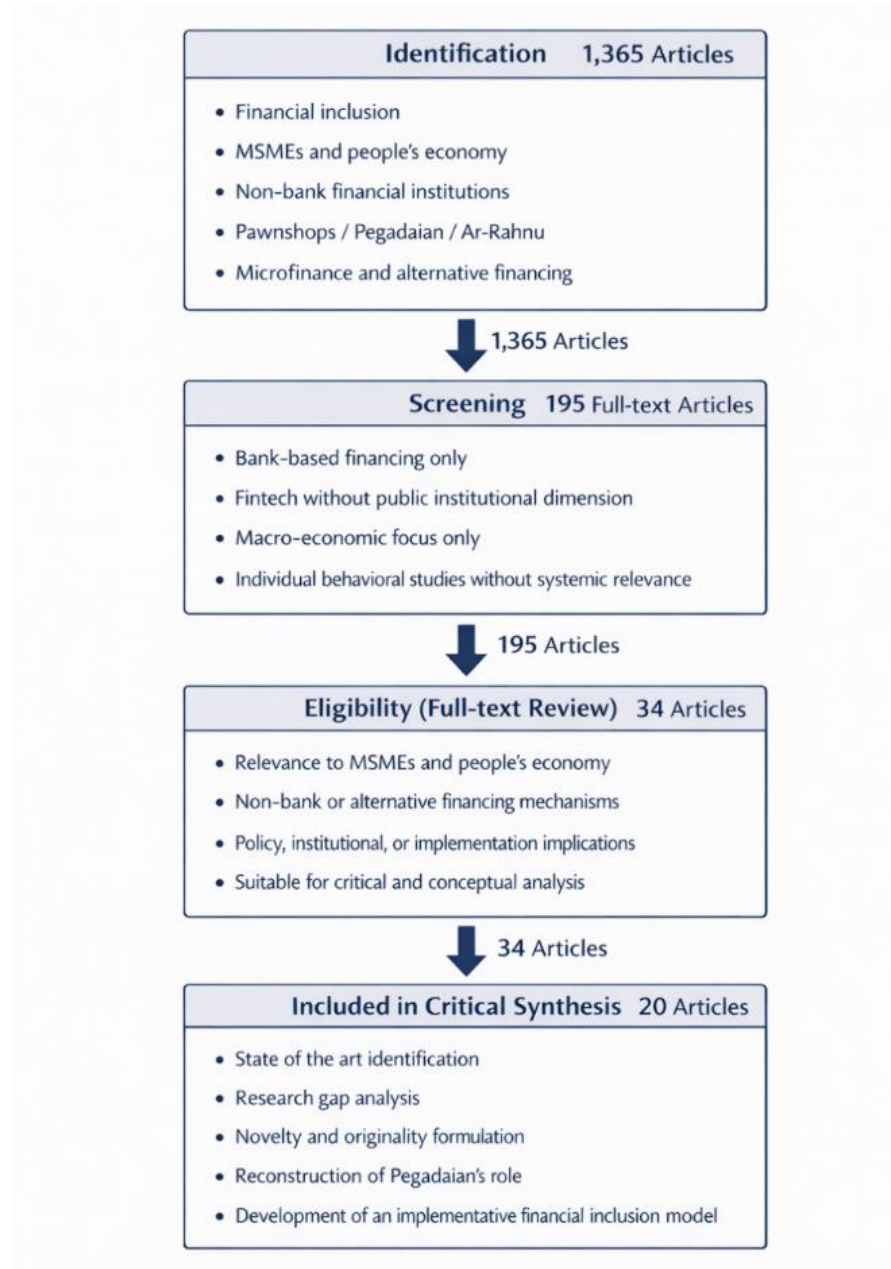 Identification 1,365 Articles
• Financial inclusion
• MSMEs and people's economy
• Non-bank financial institutions
• Pawnshops / Pegadaian / Ar-Rahnu
• Microfinance and alternative financing
1,365 Articles
Screening 195 Full-text Articles
• Bank-based financing only
• Fintech without public institutional dimension
• Macro-economic focus only
• Individual behavioral studies without systemic relevance
195 Articles
Eligibility (Full-text Review) 34 Articles
• Relevance to MSMEs and people's economy
• Non-bank or alternative financing mechanisms
• Policy, institutional, or implementation implications
• Suitable for critical and conceptual analysis
34 Articles
Included in Critical Synthesis 20 Articles
• State of the art identification
• Research gap analysis
• Novelty and originality formulation
• Reconstruction of Pegadaian's role
• Development of an implementative financial inclusion model